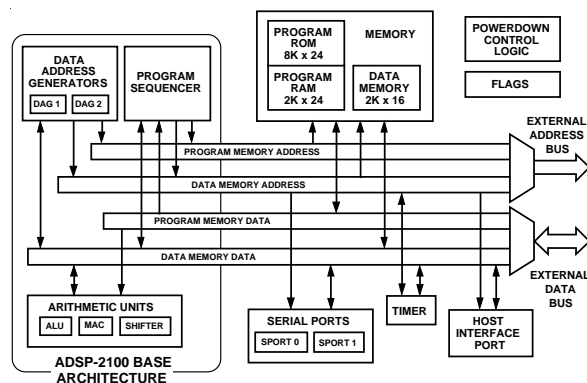 DATA
ADDRESS
GENERATORS
DAG 1
DAG 2
PROGRAM
SEQUENCER
PROGRAM
ROM
8K x 24
PROGRAM
RAM
2K x 24
MEMORY
DATA
MEMORY
2K x 16
POWERDOWN
CONTROL
LOGIC
FLAGS
EXTERNAL
ADDRESS
BUS
PROGRAM MEMORY ADDRESS
DATA MEMORY ADDRESS
PROGRAM MEMORY DATA
DATA MEMORY DATA
EXTERNAL
DATA
BUS
ARITHMETIC UNITS
ALU
MAC
SHIFTER
SERIAL PORTS
SPORT 0
SPORT 1
TIMER
HOST
INTERFACE
PORT
ADSP-2100 BASE
ARCHITECTURE